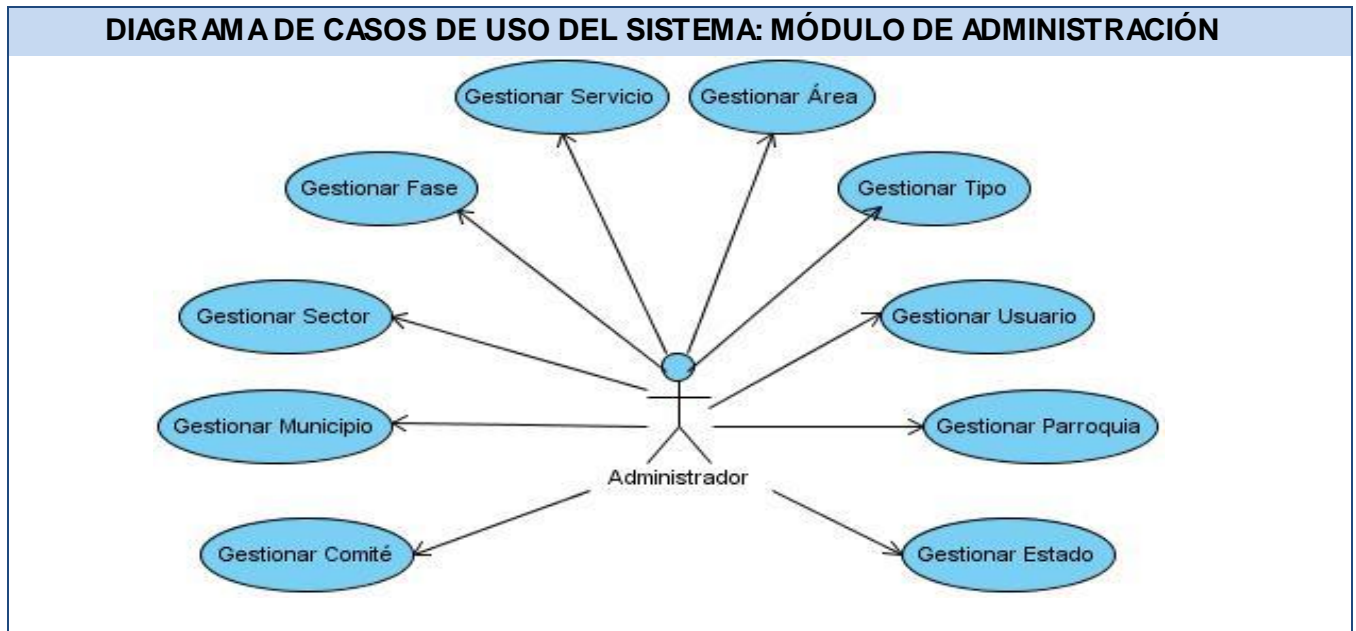 DIAGRAMA DE CASOS DE USO DEL SISTEMA: MÓDULO DE ADMINISTRACIÓN
Gestionar Servicio
Gestionar Área
Gestionar Fase
Gestionar Tipo
Gestionar Sector
Gestionar Usuario
Gestionar Municipio
Gestionar Parroquia
Administrador
Gestionar Comité
Gestionar Estado